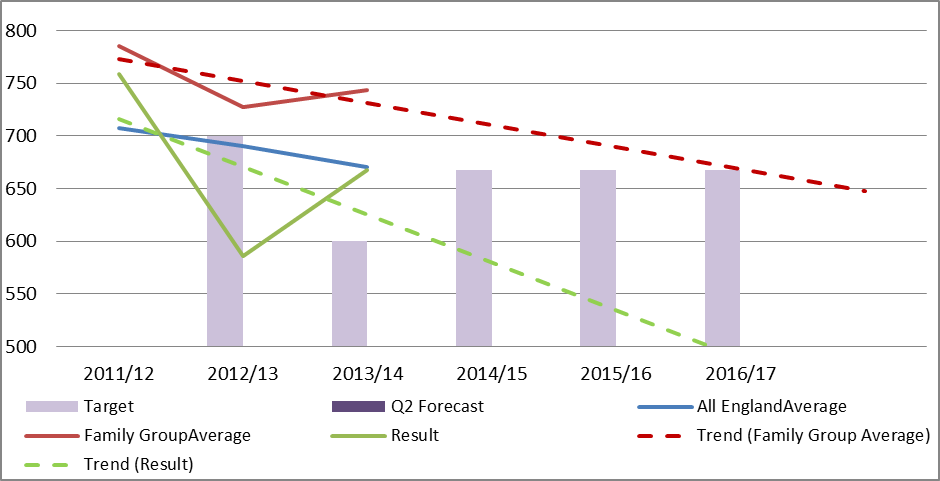 800
750
700
650
600
550
500
2011/12 2012/13 2013/14 2014/15 2015/16 2016/17
Target Q2 Forecast All EnglandAverage
Family GroupAverage Result Trend (Family Group Average)
Trend (Result)